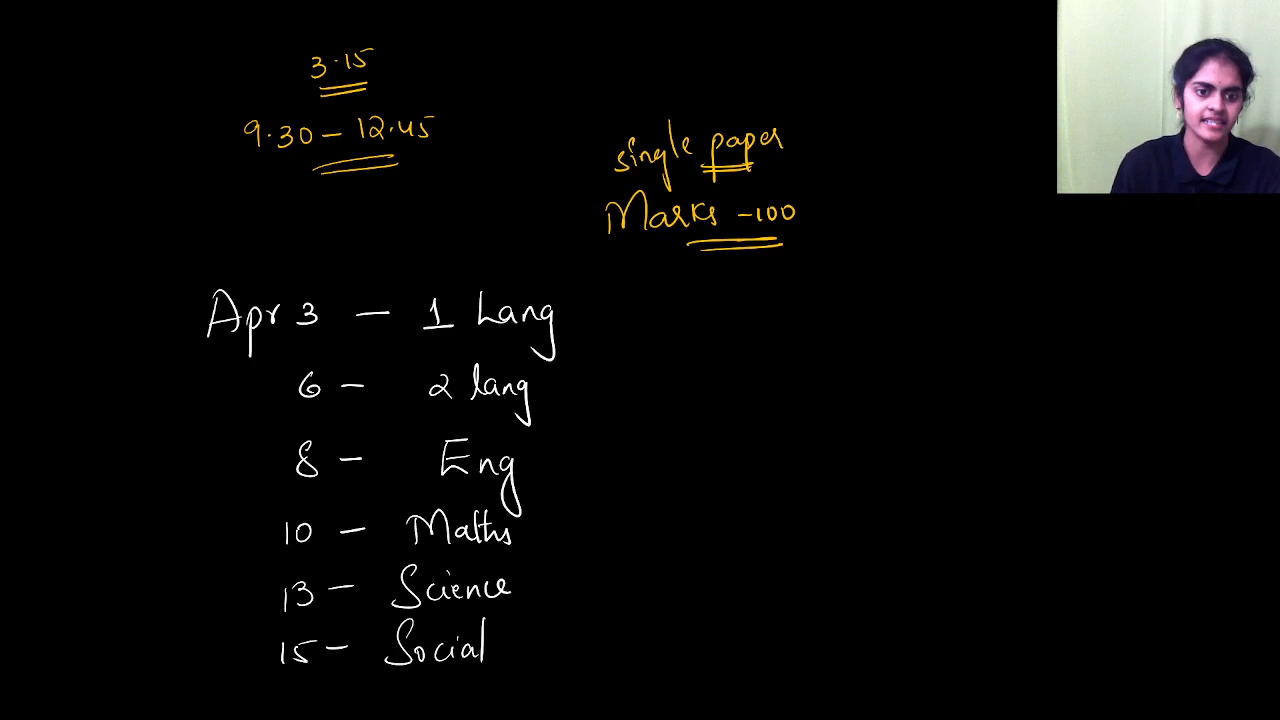 3.15
9.30 - 12.45
single paper
Marks - 100
Apr 3 - 1 Lang
6 - 2 lang
8 - Eng
10 - Maths
13 - Science
15 - Social